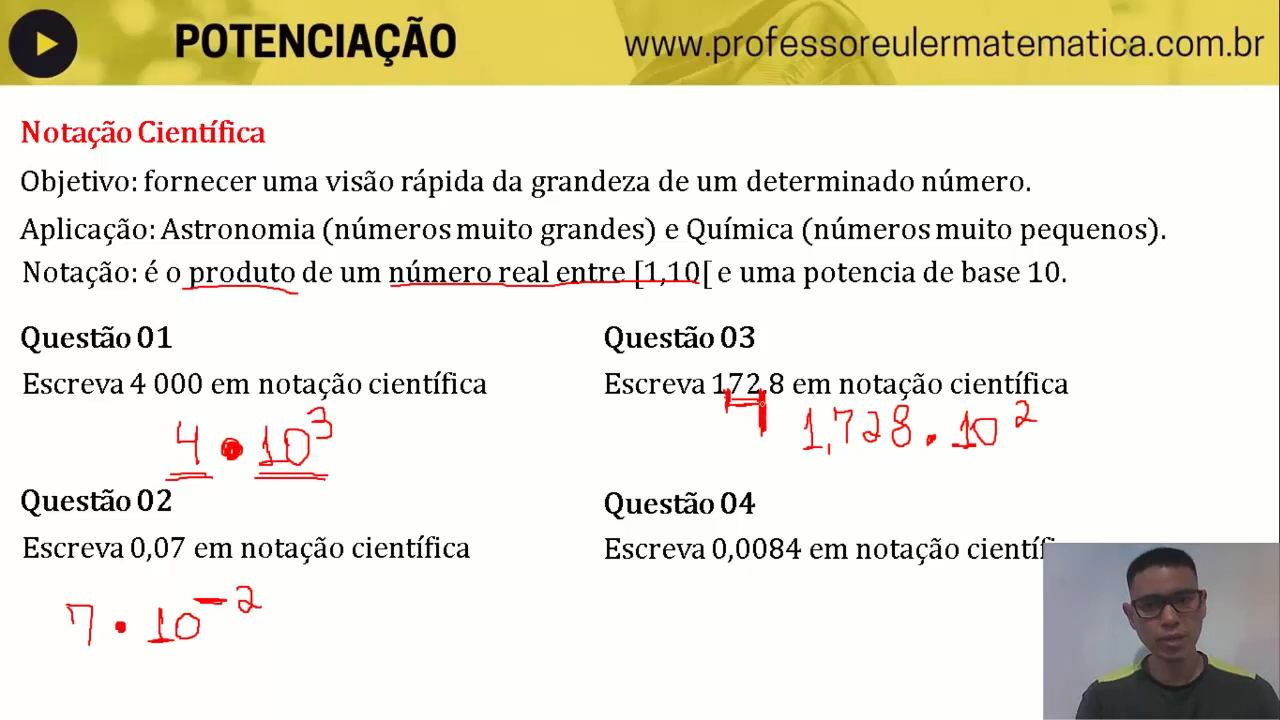 POTENCIAÇÃO
www.professoreulermatematica.com.br
Notação Científica
Objetivo: fornecer uma visão rápida da grandeza de um determinado número.
Aplicação: Astronomia (números muito grandes) e Química (números muito pequenos).
Notação: é o produto de um número real entre [1,10[ e uma potencia de base 10.
Questão 01
Escreva 4 000 em notação científica
4 • 10³
Questão 02
Escreva 0,07 em notação científica
7 • 10⁻²
Questão 03
Escreva 172,8 em notação científica
1,728 . 10²
Questão 04
Escreva 0,0084 em notação